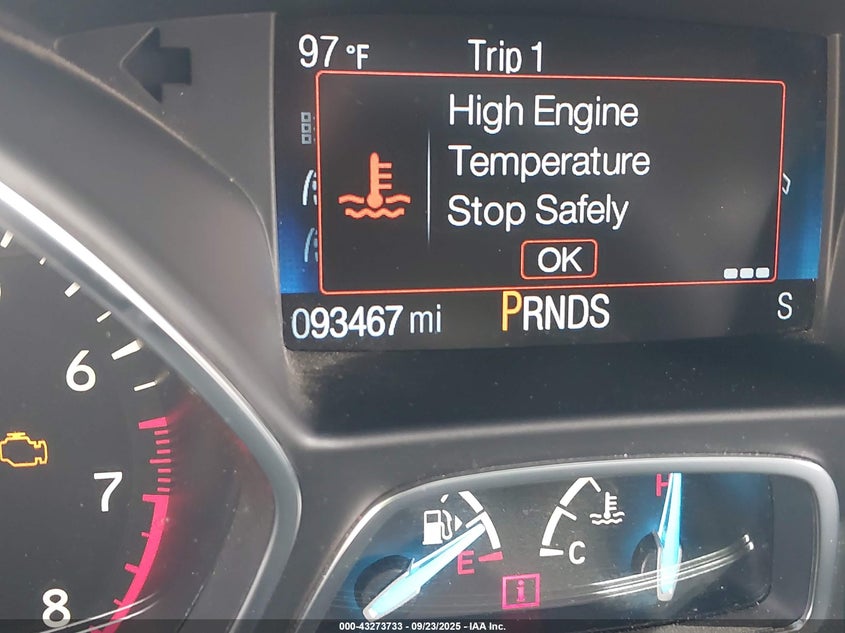 97 °F Trip 1
High Engine
Temperature
Stop Safely
OK
093467 mi PRNDS S
6
7
8
E
i
C
H
000-43273733 - 09/23/2025 - IAA Inc.